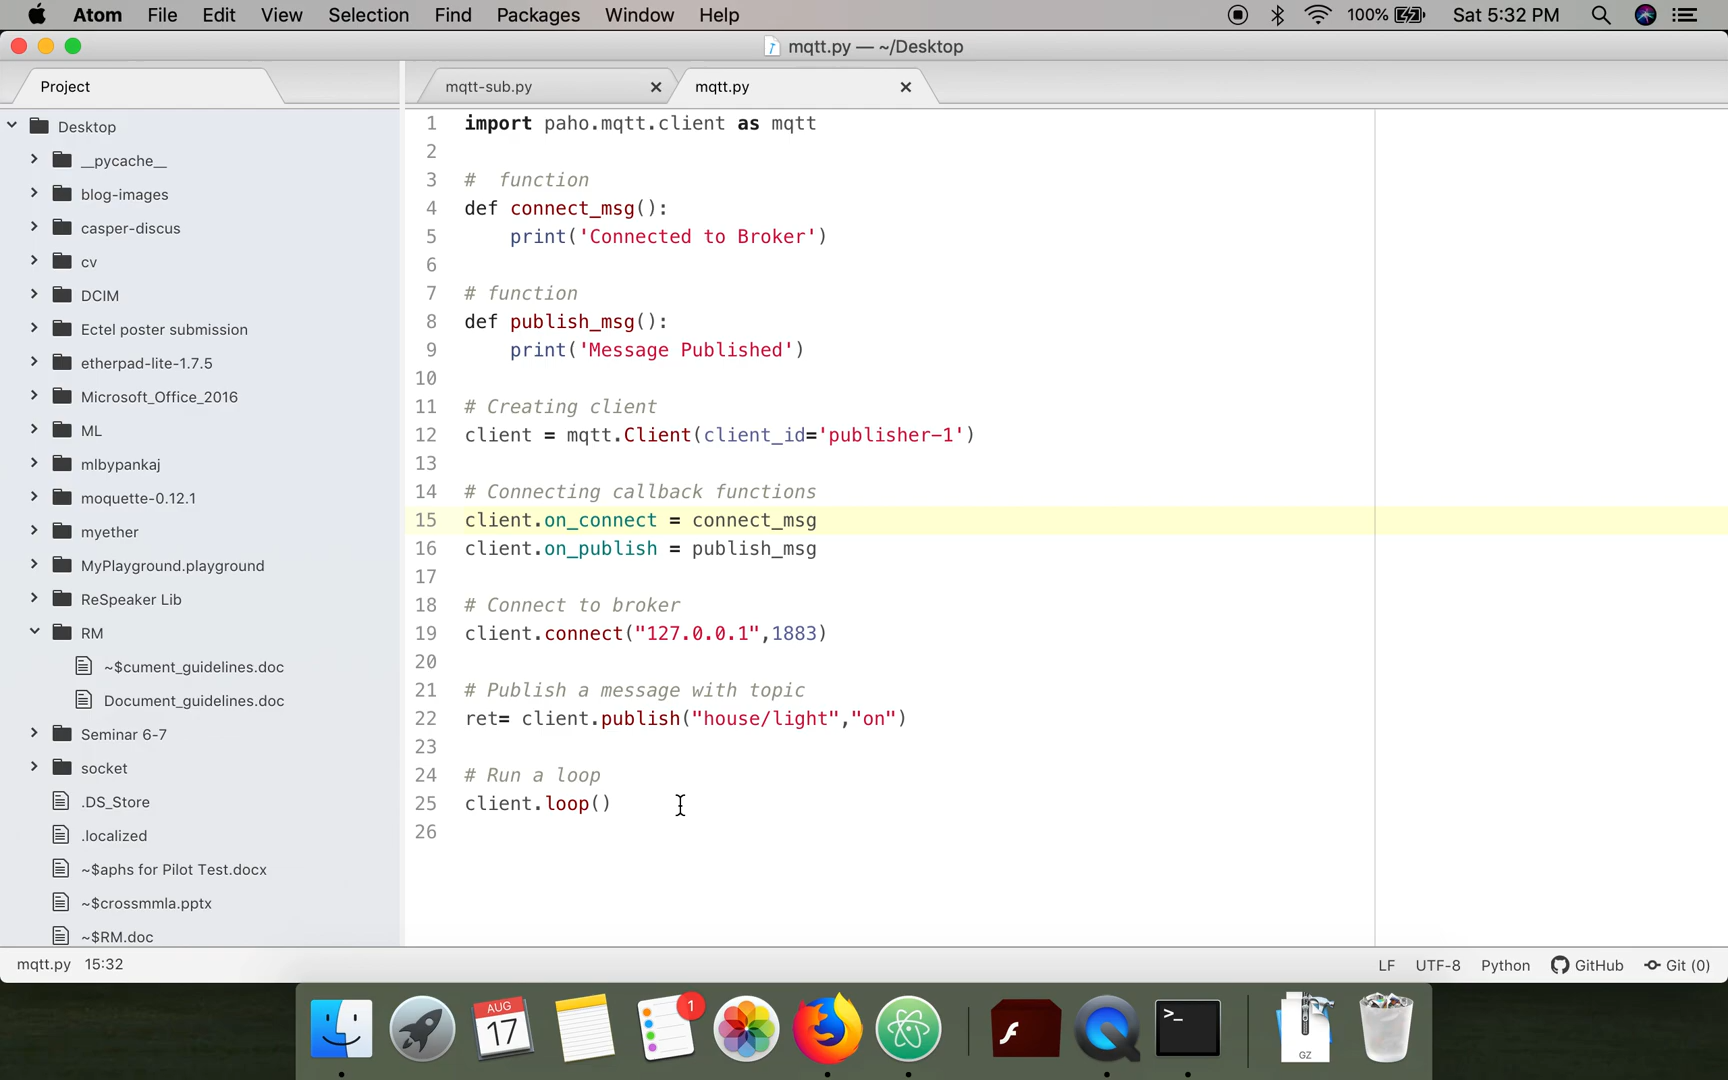 Atom File Edit View Selection Find Packages Window Help 100% Sat 5:32 PM
mqtt.py — ~/Desktop
Project
mqtt-sub.py
mqtt.py
Desktop
__pycache__
blog-images
casper-discus
cv
DCIM
Ectel poster submission
etherpad-lite-1.7.5
Microsoft_Office_2016
ML
mlbypankaj
moquette-0.12.1
myether
MyPlayground.playground
ReSpeaker Lib
RM
~$cument_guidelines.doc
Document_guidelines.doc
Seminar 6-7
socket
.DS_Store
.localized
~$aphs for Pilot Test.docx
~$crossmmla.pptx
~$RM.doc
1 import paho.mqtt.client as mqtt
2
3 #  function
4 def connect_msg():
5     print('Connected to Broker')
6
7 # function
8 def publish_msg():
9     print('Message Published')
10
11 # Creating client
12 client = mqtt.Client(client_id='publisher-1')
13
14 # Connecting callback functions
15 client.on_connect = connect_msg
16 client.on_publish = publish_msg
17
18 # Connect to broker
19 client.connect("127.0.0.1",1883)
20
21 # Publish a message with topic
22 ret= client.publish("house/light","on")
23
24 # Run a loop
25 client.loop()
26
mqtt.py 15:32 LF UTF-8 Python GitHub Git (0)
AUG
17
1
>_
GZ